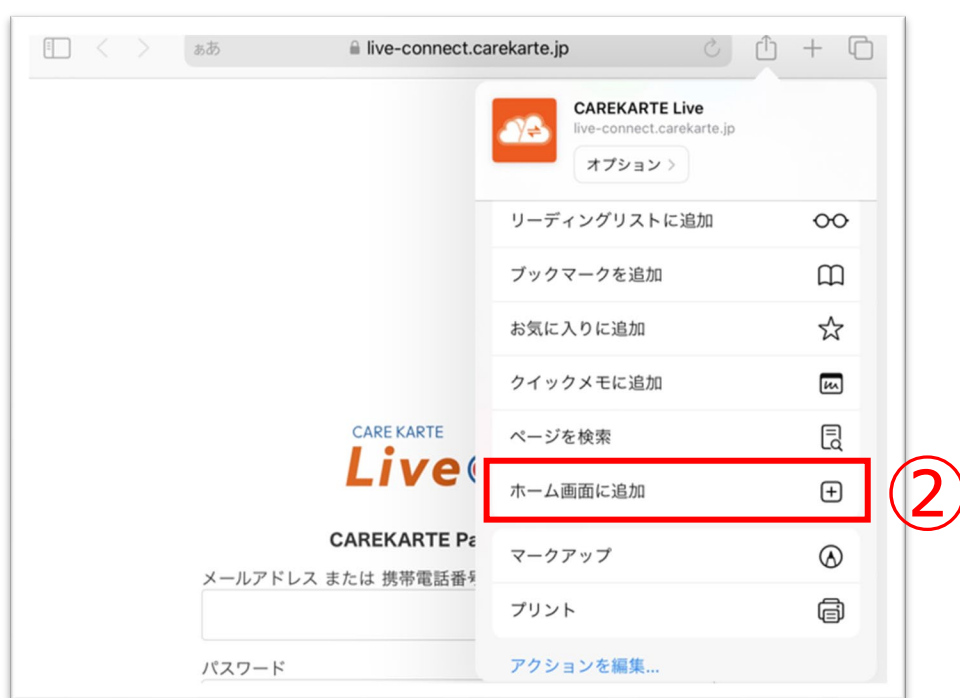 ああ live-connect.carekarte.jp
CAREKARTE Live
live-connect.carekarte.jp
オプション
リーディングリストに追加
ブックマークを追加
お気に入りに追加
クイックメモに追加
ページを検索
ホーム画面に追加
②
マークアップ
プリント
アクションを編集...
CARE KARTE
Live
CAREKARTE Pa
メールアドレス または 携帯電話番号
パスワード